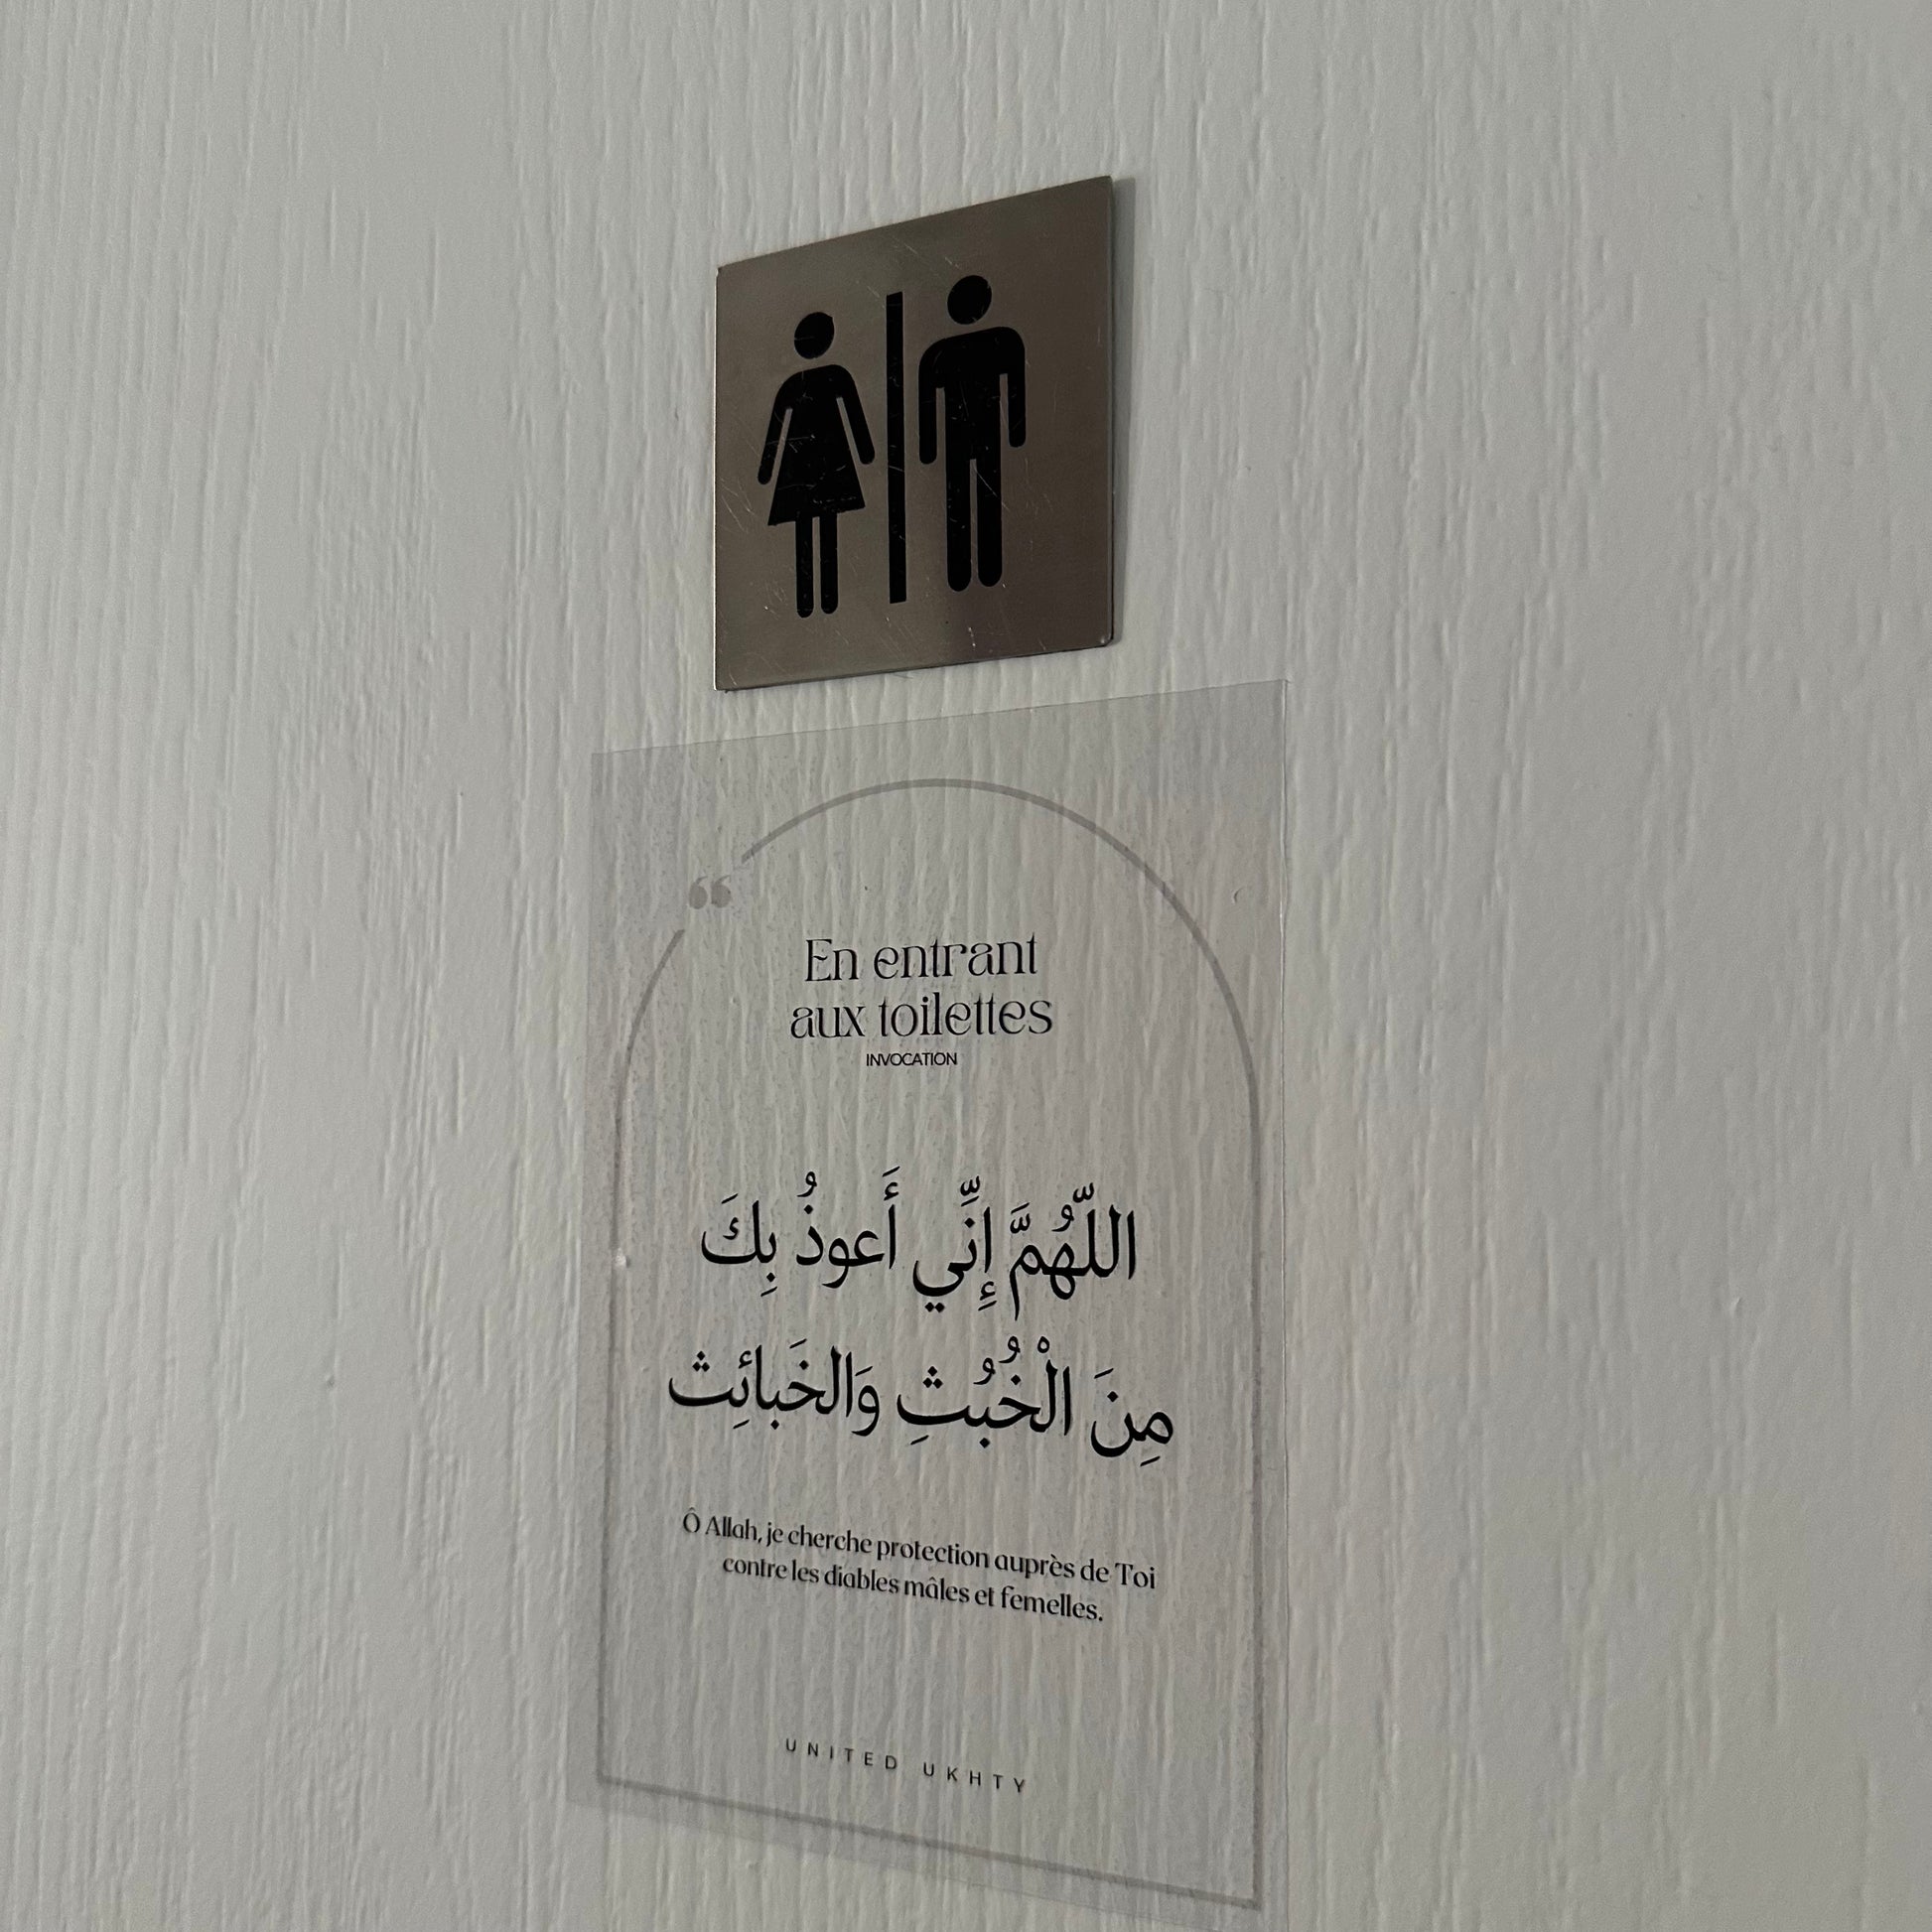 En entrant
aux toilettes
INVOCATION
اللّهُمَّ إِنِّي أَعوذُ بِكَ
مِنَ الْخُبُثِ وَالخَبائِث
Ô Allah, je cherche protection auprès de Toi
contre les diables mâles et femelles.
UNITED UKHTY